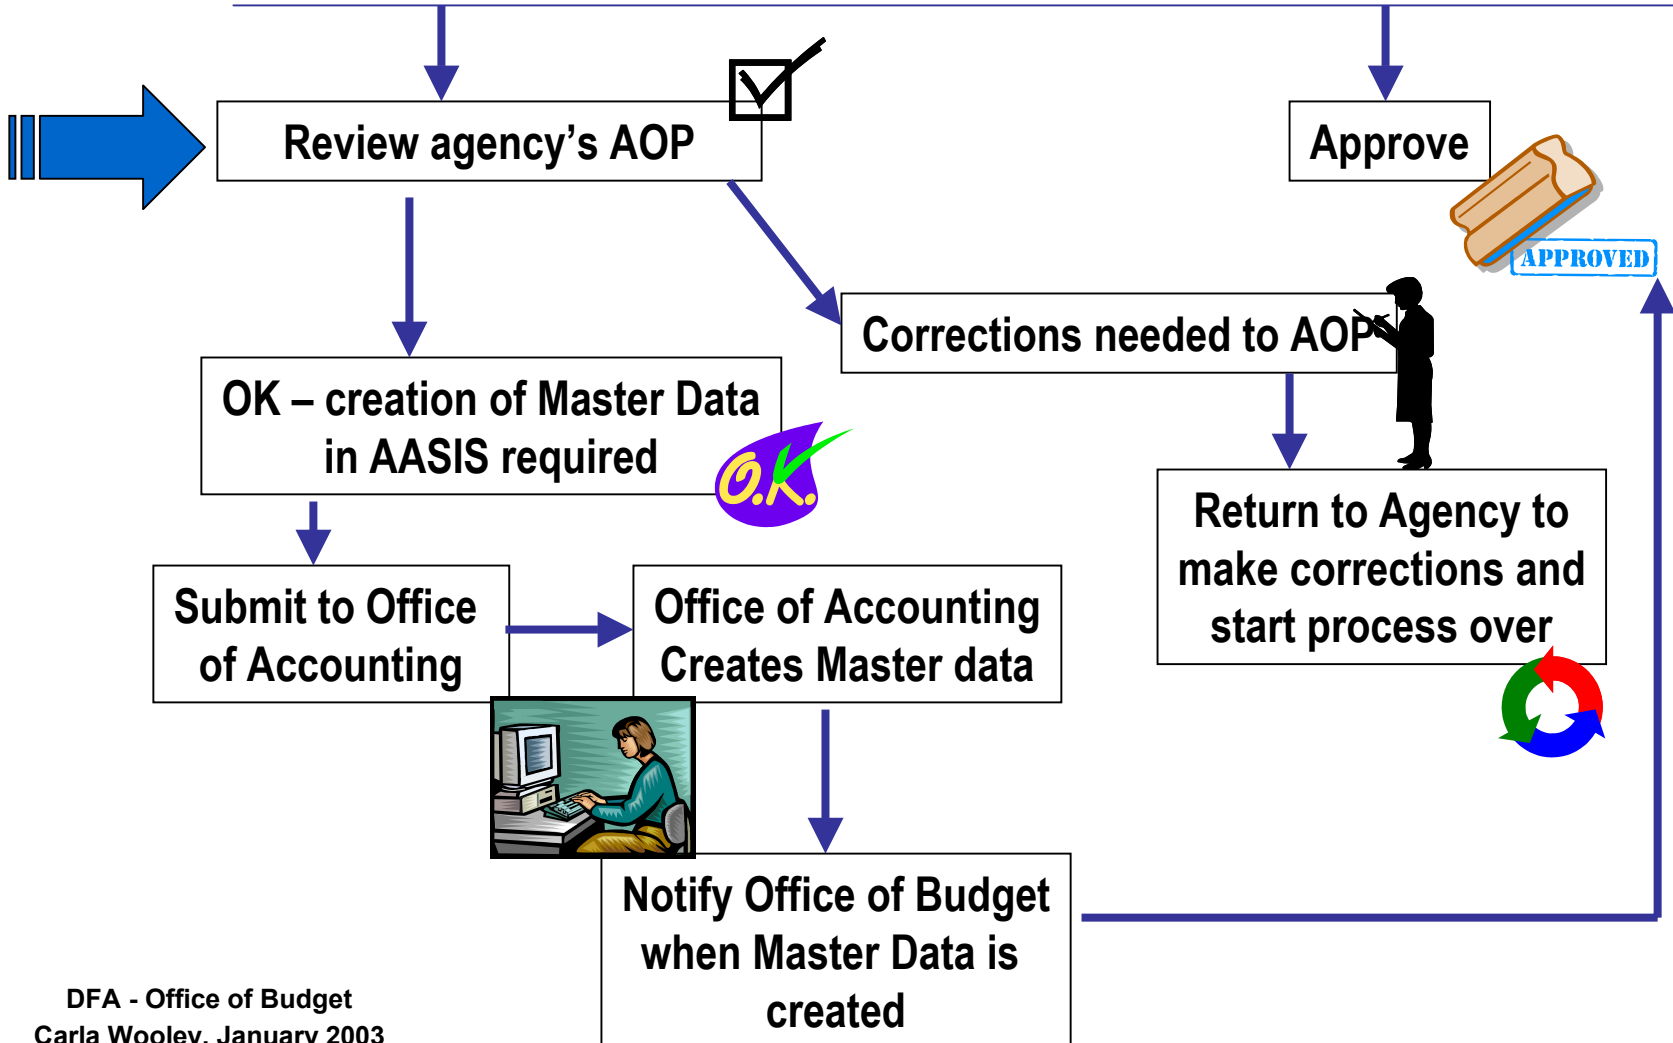 Review agency’s AOP
Approve
APPROVED
Corrections needed to AOP
OK – creation of Master Data
in AASIS required
O.K.
Return to Agency to
make corrections and
start process over
Submit to Office
of Accounting
Office of Accounting
Creates Master data
Notify Office of Budget
when Master Data is
created
DFA - Office of Budget
Carla Wooley, January 2003